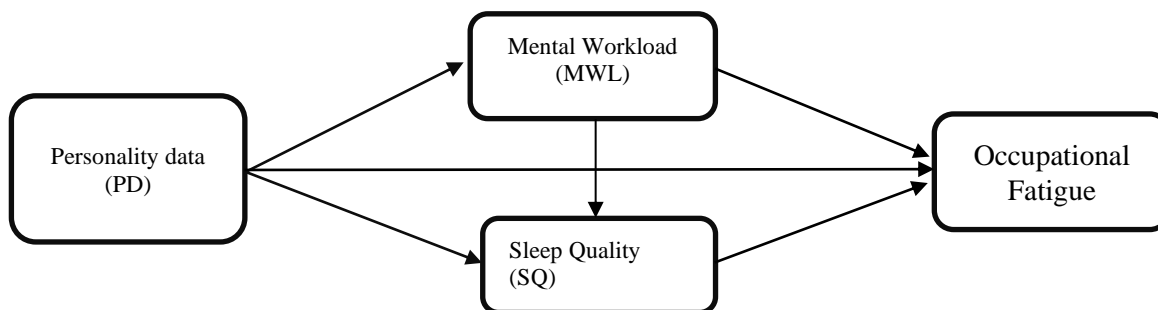 Mental Workload
(MWL)
Personality data
(PD)
Occupational
Fatigue
Sleep Quality
(SQ)